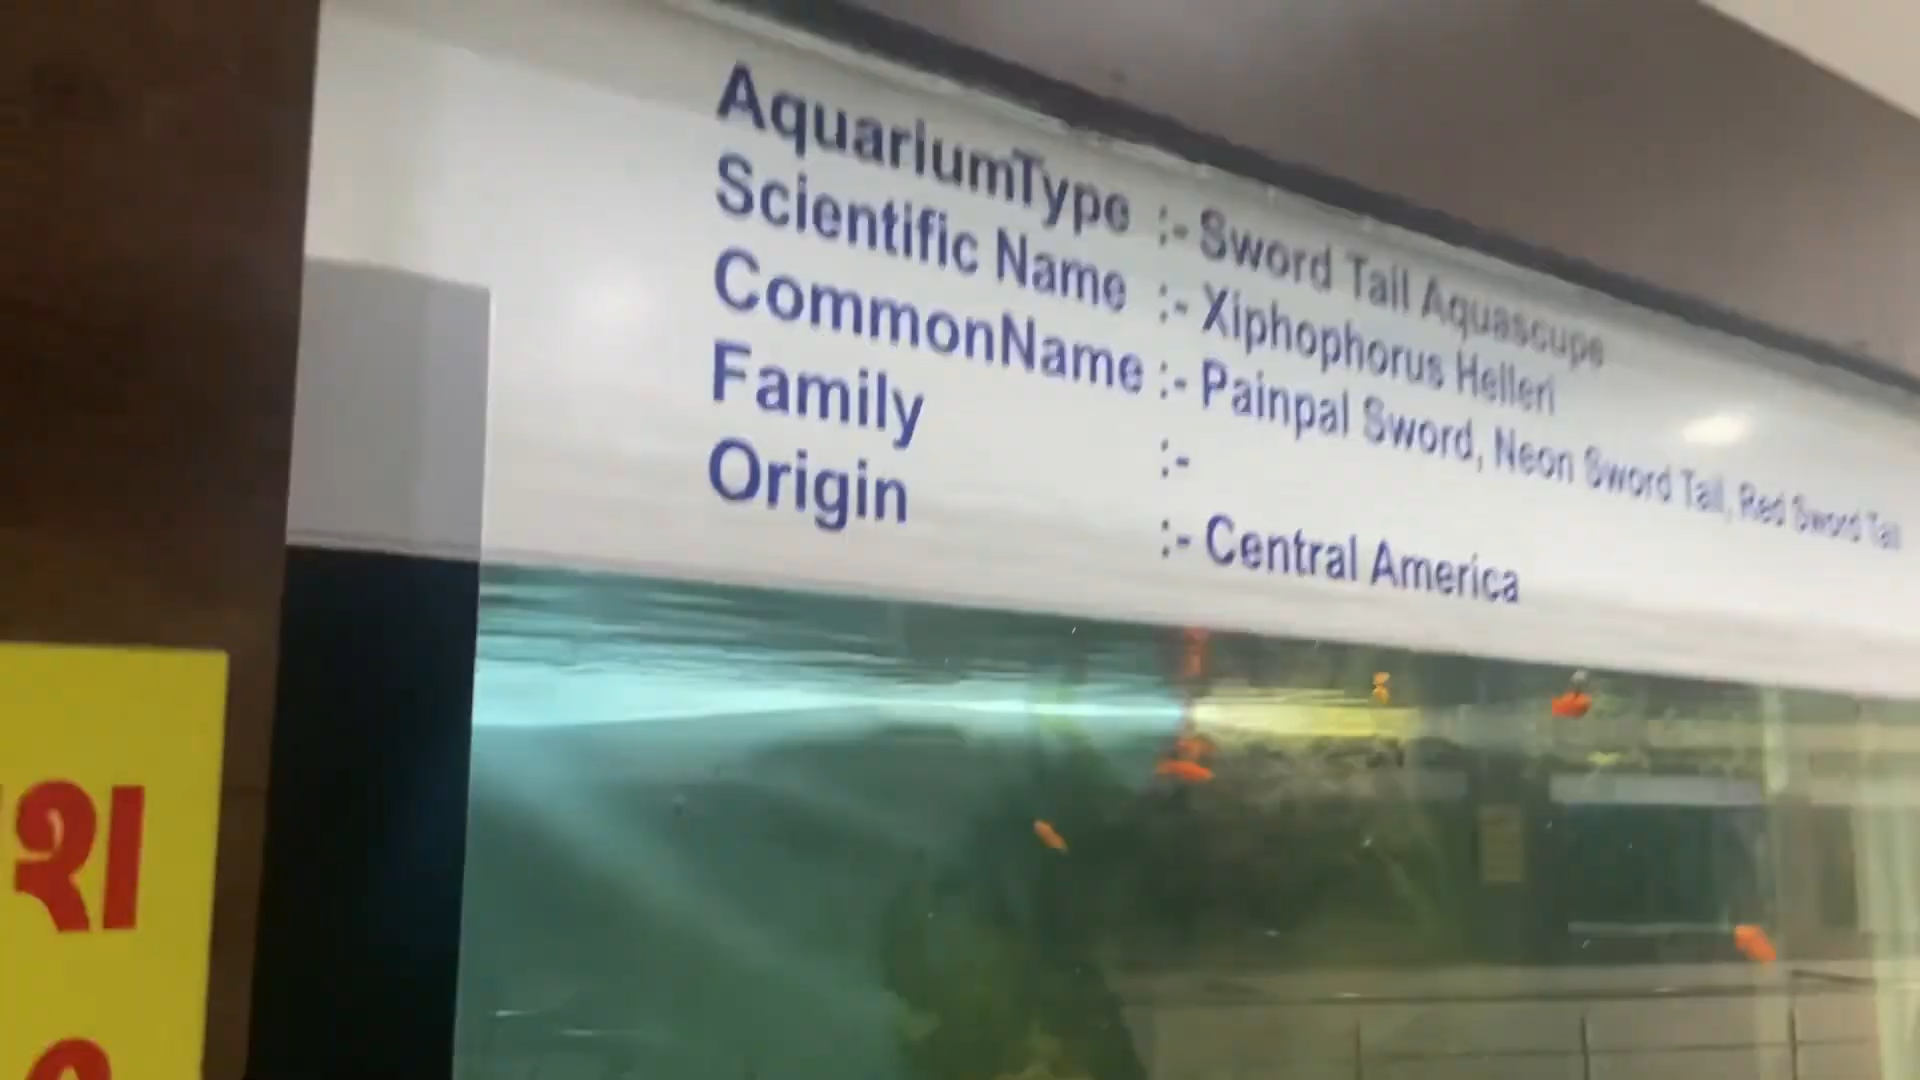 AquariumType :- Sword Tail Aquascupe
Scientific Name :- Xiphophorus Helleri
CommonName :- Painpal Sword, Neon Sword Tail, Red Sword Tail
Family :-
Origin :- Central America